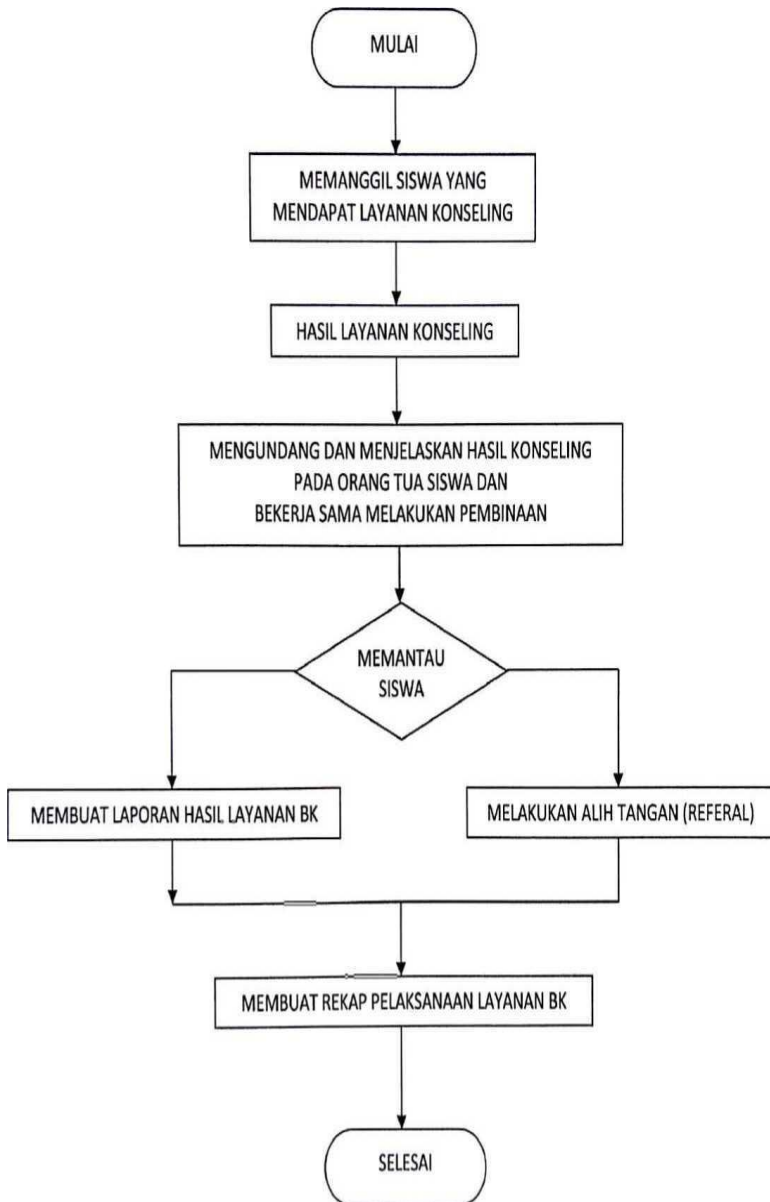 MULAI
MEMANGGIL SISWA YANG
MENDAPAT LAYANAN KONSELING
HASIL LAYANAN KONSELING
MENGUNDANG DAN MENJELASKAN HASIL KONSELING
PADA ORANG TUA SISWA DAN
BEKERJA SAMA MELAKUKAN PEMBINAAN
MEMANTAU
SISWA
MEMBUAT LAPORAN HASIL LAYANAN BK
MELAKUKAN ALIH TANGAN (REFERAL)
MEMBUAT REKAP PELAKSANAAN LAYANAN BK
SELESAI